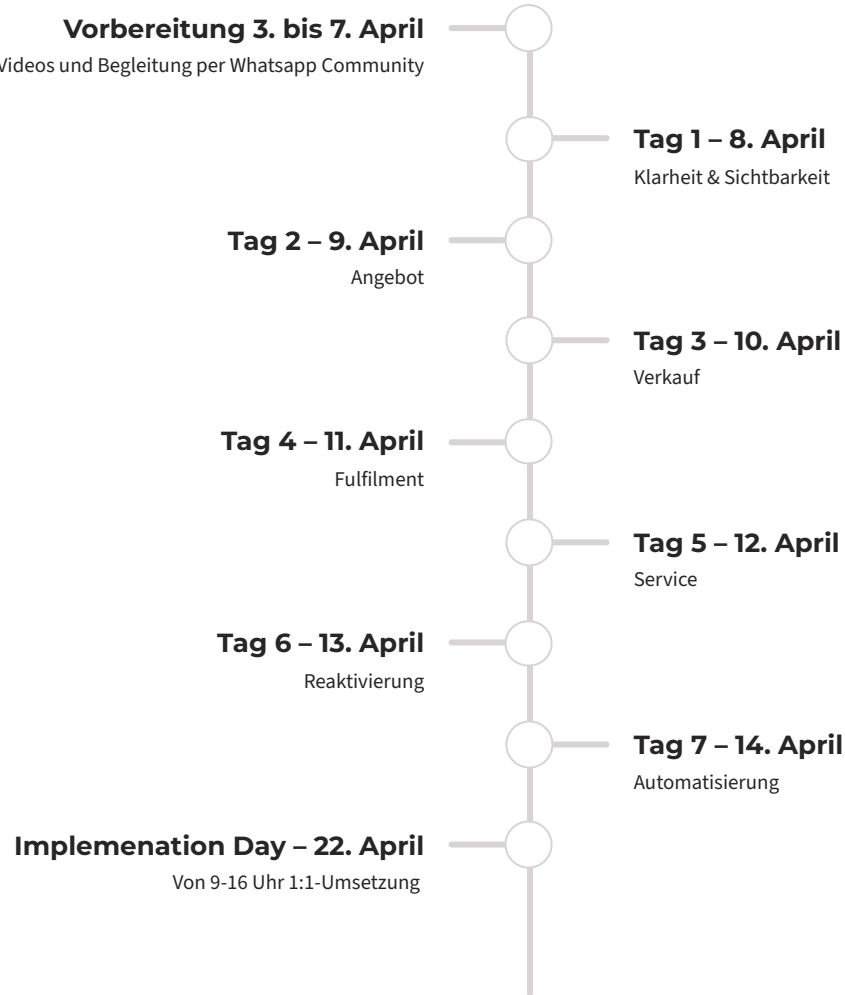 Vorbereitung 3. bis 7. April
Videos und Begleitung per Whatsapp Community
Tag 1 – 8. April
Klarheit & Sichtbarkeit
Tag 2 – 9. April
Angebot
Tag 3 – 10. April
Verkauf
Tag 4 – 11. April
Fulfilment
Tag 5 – 12. April
Service
Tag 6 – 13. April
Reaktivierung
Tag 7 – 14. April
Automatisierung
Implemenation Day – 22. April
Von 9-16 Uhr 1:1-Umsetzung